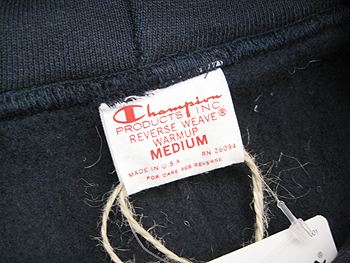 Champion
PRODUCTS INC.
REVERSE WEAVE®
WARMUP
MEDIUM
MADE IN U.S.A. RN 26094
FOR CARE SEE REVERSE